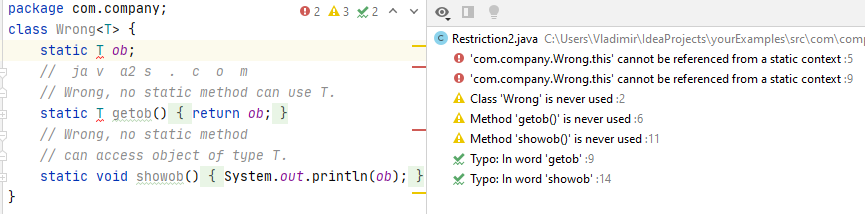 package com.company;
class Wrong<T> {
static T ob;
// ja v a2 s . c o m
// Wrong, no static method can use T.
static T getob() { return ob; }
// Wrong, no static method
// can access object of type T.
static void showob() { System.out.println(ob); }
}
2 3 2
Restriction2.java C:\Users\Vladimir\IdeaProjects\yourExamples\src\com\comp
'com.company.Wrong.this' cannot be referenced from a static context :5
'com.company.Wrong.this' cannot be referenced from a static context :9
Class 'Wrong' is never used :2
Method 'getob()' is never used :6
Method 'showob()' is never used :11
Typo: In word 'getob' :9
Typo: In word 'showob' :14